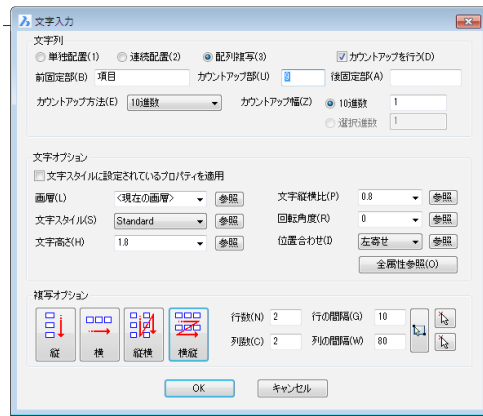 文字入力
文字列
単独配置(1) 連続配置(2) 配列複写(3) カウントアップを行う(D)
前固定部(B) 項目 カウントアップ部(U) 0 後固定部(A)
カウントアップ方法(E) 10進数 カウントアップ幅(Z) 10進数 1
選択進数 1
文字オプション
文字スタイルに設定されているプロパティを適用
画層(L) <現在の画層> 参照 文字縦横比(P) 0.8 参照
文字スタイル(S) Standard 参照 回転角度(R) 0 参照
文字高さ(H) 1.8 参照 位置合わせ(I) 左寄せ 参照
全属性参照(O)
複写オプション
行数(N) 2 行の間隔(G) 10
列数(C) 2 列の間隔(W) 80
縦 横 縦横 横縦
OK キャンセル